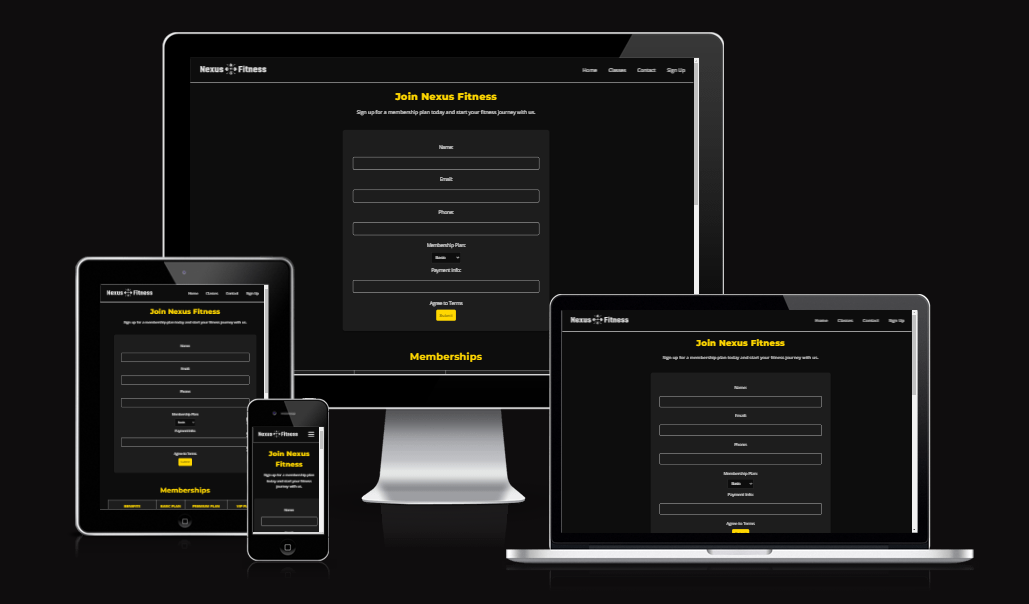 Nexus Fitness
Home Classes Contact Sign Up
Join Nexus Fitness
Sign up for a membership plan today and start your fitness journey with us.
Name:
Email:
Phone:
Membership Plan:
Basic
Payment Info:
Agree to Terms
Submit
Memberships
Nexus Fitness
Home Classes Contact Sign Up
Join Nexus Fitness
Sign up for a membership plan today and start your fitness journey with us.
Name:
Email:
Phone:
Membership Plan:
Basic
Payment Info:
Agree to Terms
Submit
Memberships
BENEFITS BASIC PLAN PREMIUM PLAN VIP
Nexus Fitness
Join Nexus
Fitness
Sign up for a membership plan
today and start your fitness
journey with us.
Name:
Nexus Fitness
Home Classes Contact Sign Up
Join Nexus Fitness
Sign up for a membership plan today and start your fitness journey with us.
Name:
Email:
Phone:
Membership Plan:
Basic
Payment Info:
Agree to Terms